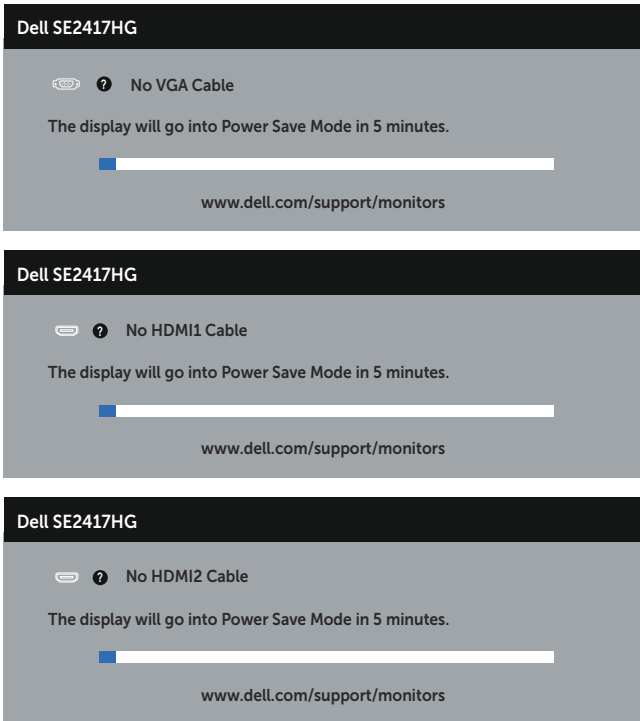 Dell SE2417HG
? No VGA Cable
The display will go into Power Save Mode in 5 minutes.
www.dell.com/support/monitors
Dell SE2417HG
? No HDMI1 Cable
The display will go into Power Save Mode in 5 minutes.
www.dell.com/support/monitors
Dell SE2417HG
? No HDMI2 Cable
The display will go into Power Save Mode in 5 minutes.
www.dell.com/support/monitors